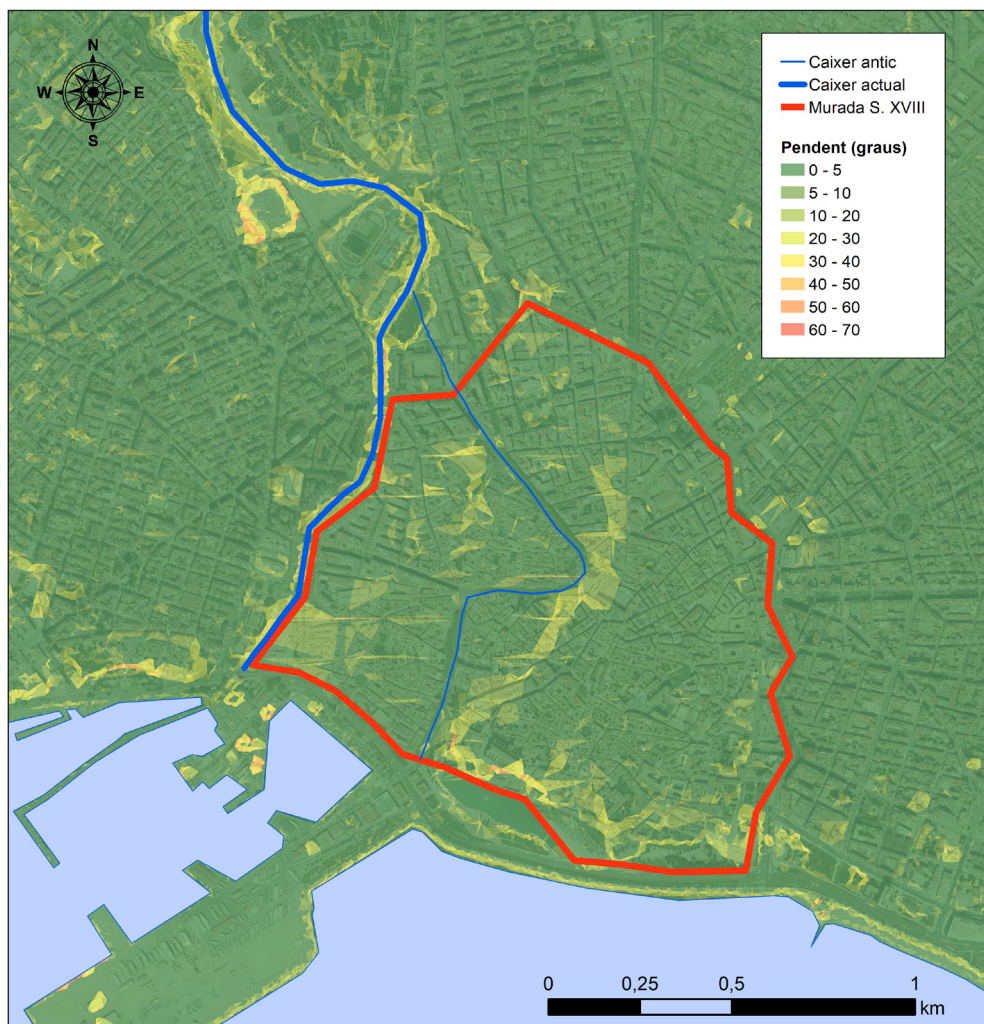 N
W E
S
Caixer antic
Caixer actual
Murada S. XVIII
Pendent (graus)
0 - 5
5 - 10
10 - 20
20 - 30
30 - 40
40 - 50
50 - 60
60 - 70
0 0,25 0,5 1
km